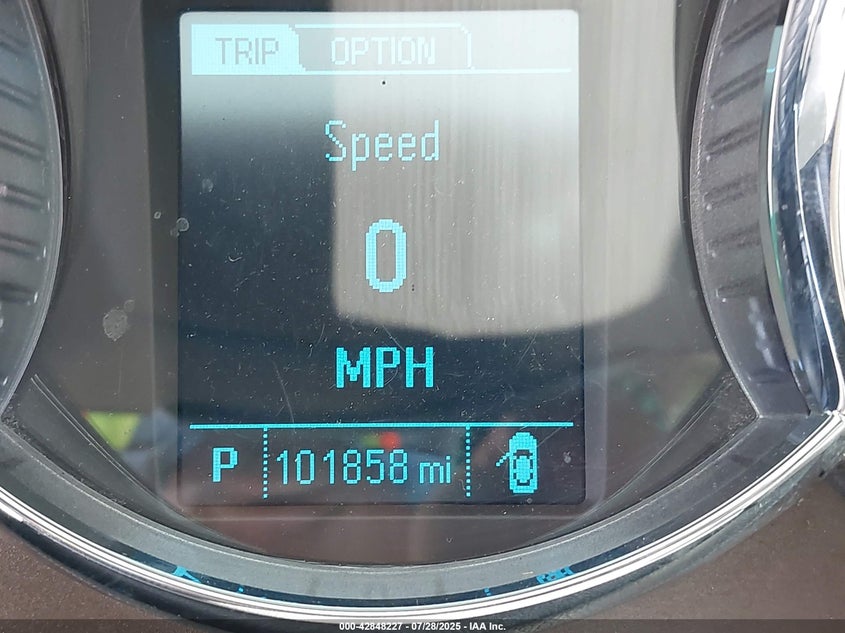 TRIP OPTION
Speed
0
MPH
P 101858 mi
000-42848227 - 07/28/2025 - IAA Inc.